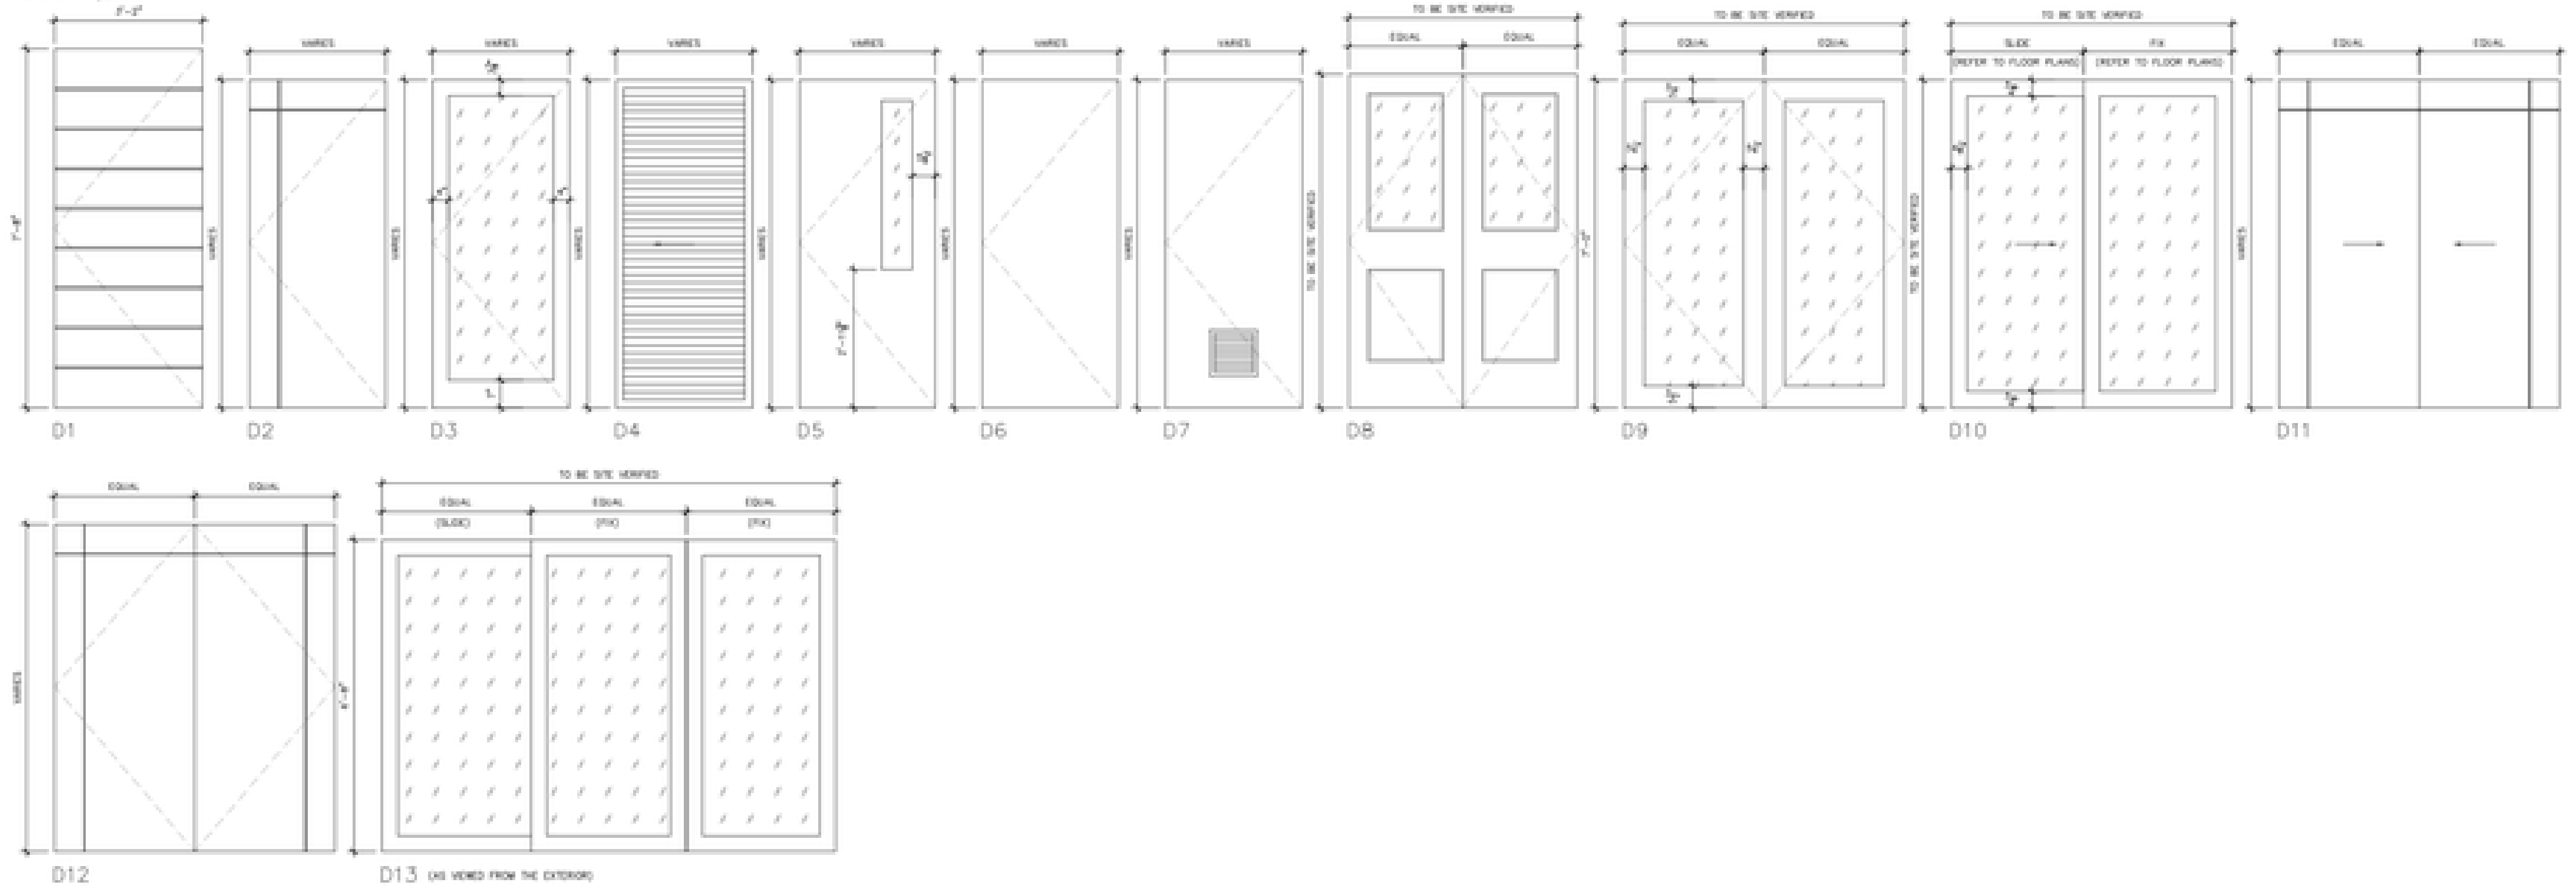 3'-3"
VARIES
VARIES
VARIES
VARIES
VARIES
VARIES
TO BE SITE VERIFIED
EQUAL
EQUAL
TO BE SITE VERIFIED
EQUAL
EQUAL
TO BE SITE VERIFIED
SLIDE
FIX
(REFER TO FLOOR PLANS)
(REFER TO FLOOR PLANS)
EQUAL
EQUAL
VARIES
VARIES
VARIES
VARIES
VARIES
VARIES
TO BE SITE VERIFIED
TO BE SITE VERIFIED
VARIES
D1
D2
D3
D4
D5
D6
D7
D8
D9
D10
D11
EQUAL
EQUAL
VARIES
TO BE SITE VERIFIED
EQUAL
EQUAL
EQUAL
(SLIDE)
(FIX)
(FIX)
D12
D13 (AS VIEWED FROM THE EXTERIOR)